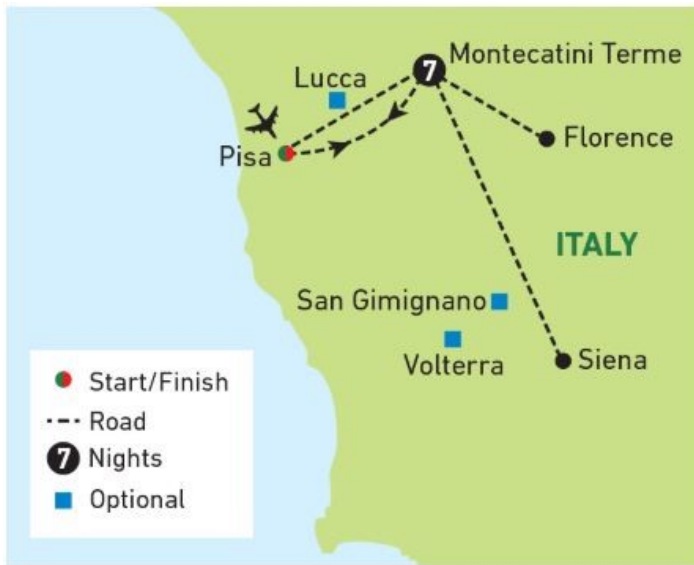 Montecatini Terme
7
Lucca
Pisa
Florence
ITALY
San Gimignano
Volterra
Siena
Start/Finish
Road
7 Nights
Optional